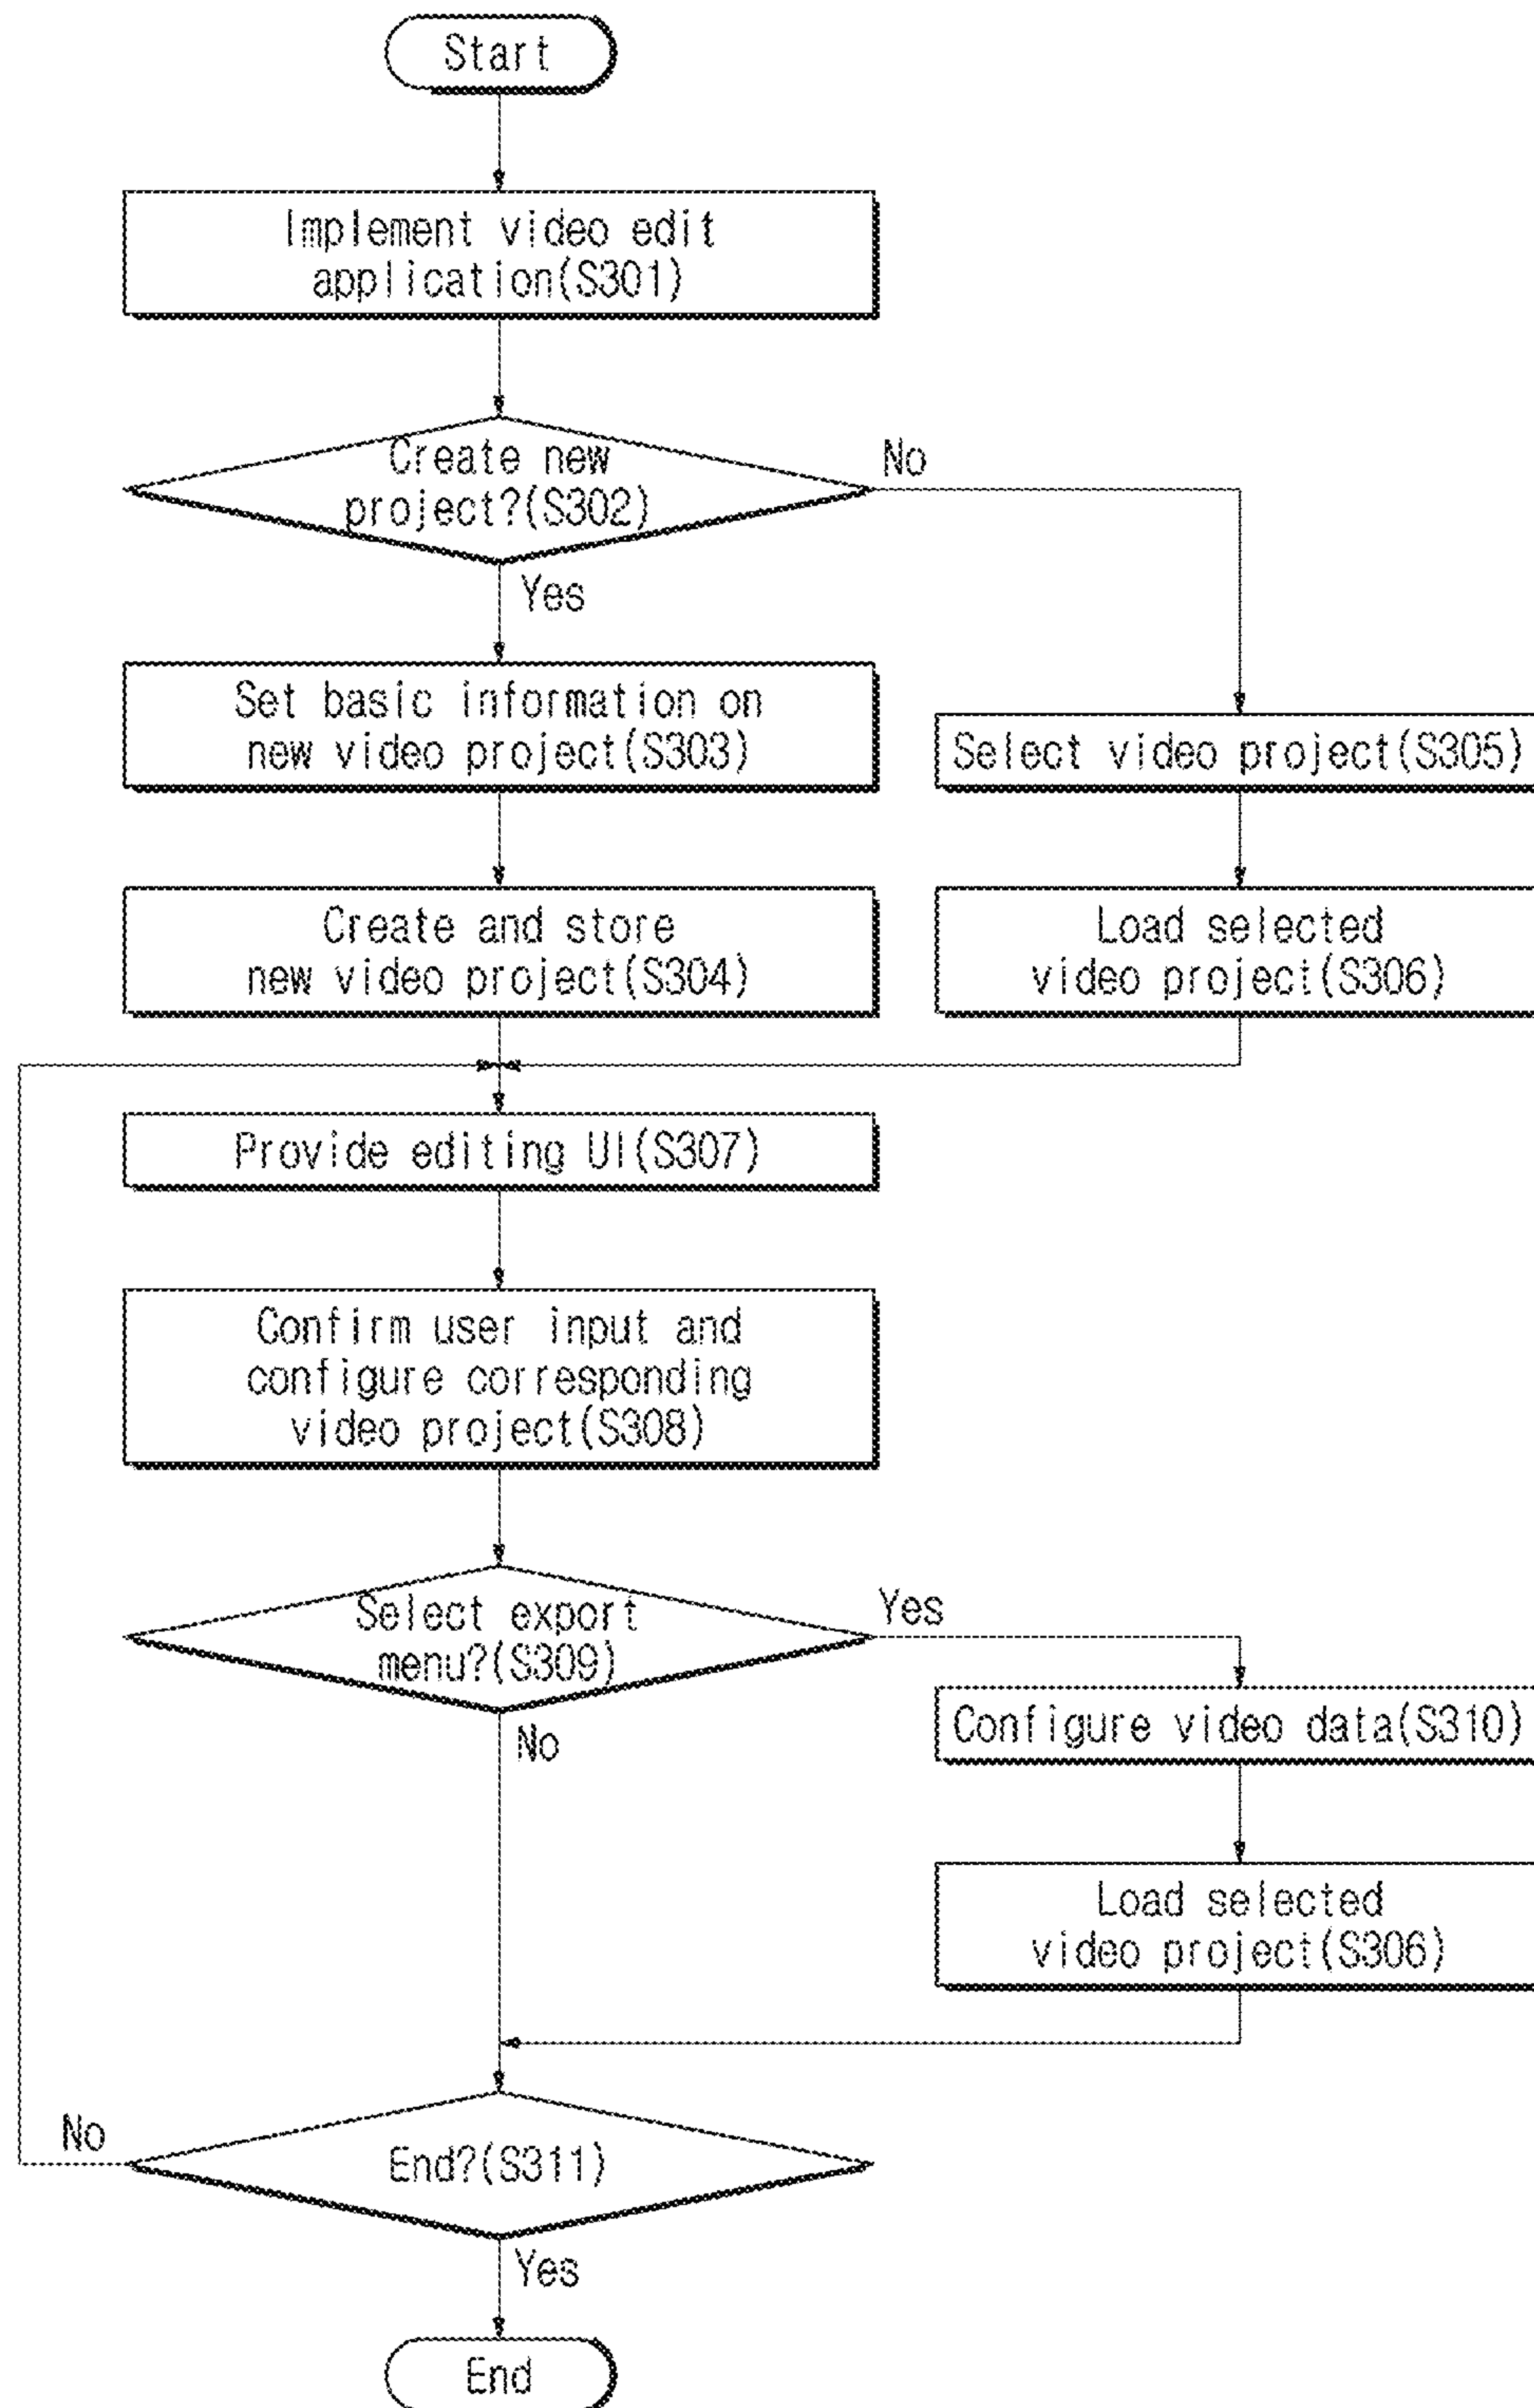 Start
Implement video edit
application(S301)
Create new
project?(S302)
No
Yes
Set basic information on
new video project(S303)
Select video project(S305)
Create and store
new video project(S304)
Load selected
video project(S306)
Provide editing UI(S307)
Confirm user input and
configure corresponding
video project(S308)
Select export
menu?(S309)
Yes
No
Configure video data(S310)
Load selected
video project(S306)
No
End?(S311)
Yes
End